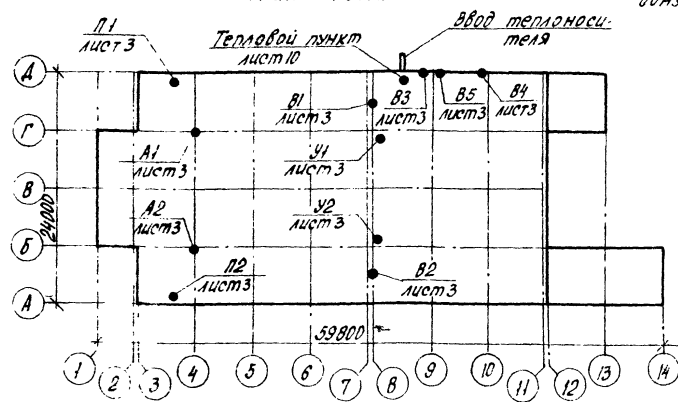 П1
лист 3
Тепловой пункт
лист 10
Ввод теплоноси-
теля
Д
В1
лист 3
В3
лист 3
В5
лист 3
В4
лист 3
Г
А1
лист 3
У1
лист 3
В
24000
А2
лист 3
У2
лист 3
Б
П2
лист 3
В2
лист 3
А
59800
1
2
3
4
5
6
7
8
9
10
11
12
13
14